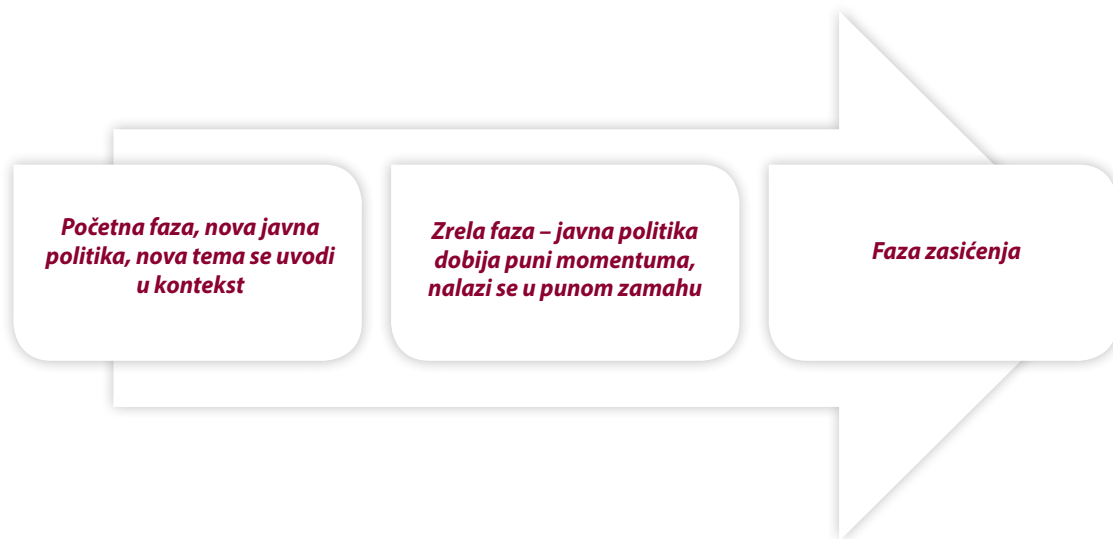 Početna faza, nova javna
politika, nova tema se uvodi
u kontekst
Zrela faza – javna politika
dobija puni momentuma,
nalazi se u punom zamahu
Faza zasićenja